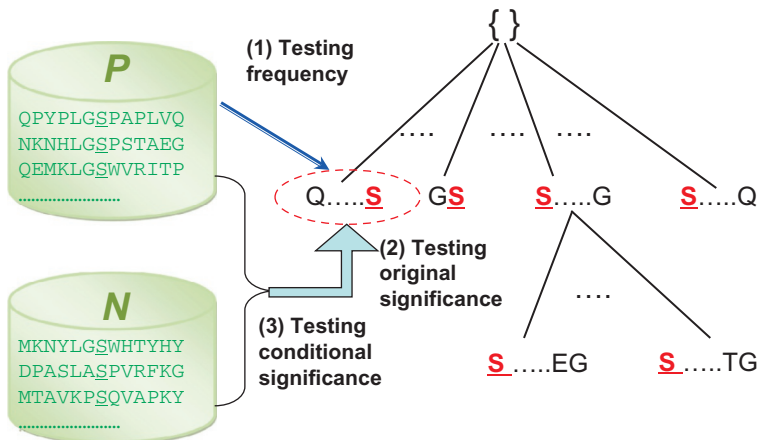 P
QPYPLGSPAPLVQ
NKNHLGSPSTAEG
QEMKLGSWVRITP
........................
N
MKNYLGSWHTYHY
DPASLASPVRFKG
MTAVKPSQVAPKY
........................
(1) Testing
frequency
{ }
.... .... ....
Q.....S GS S.....G S.....Q
(2) Testing
original
significance
(3) Testing
conditional
significance
....
S.....EG S.....TG